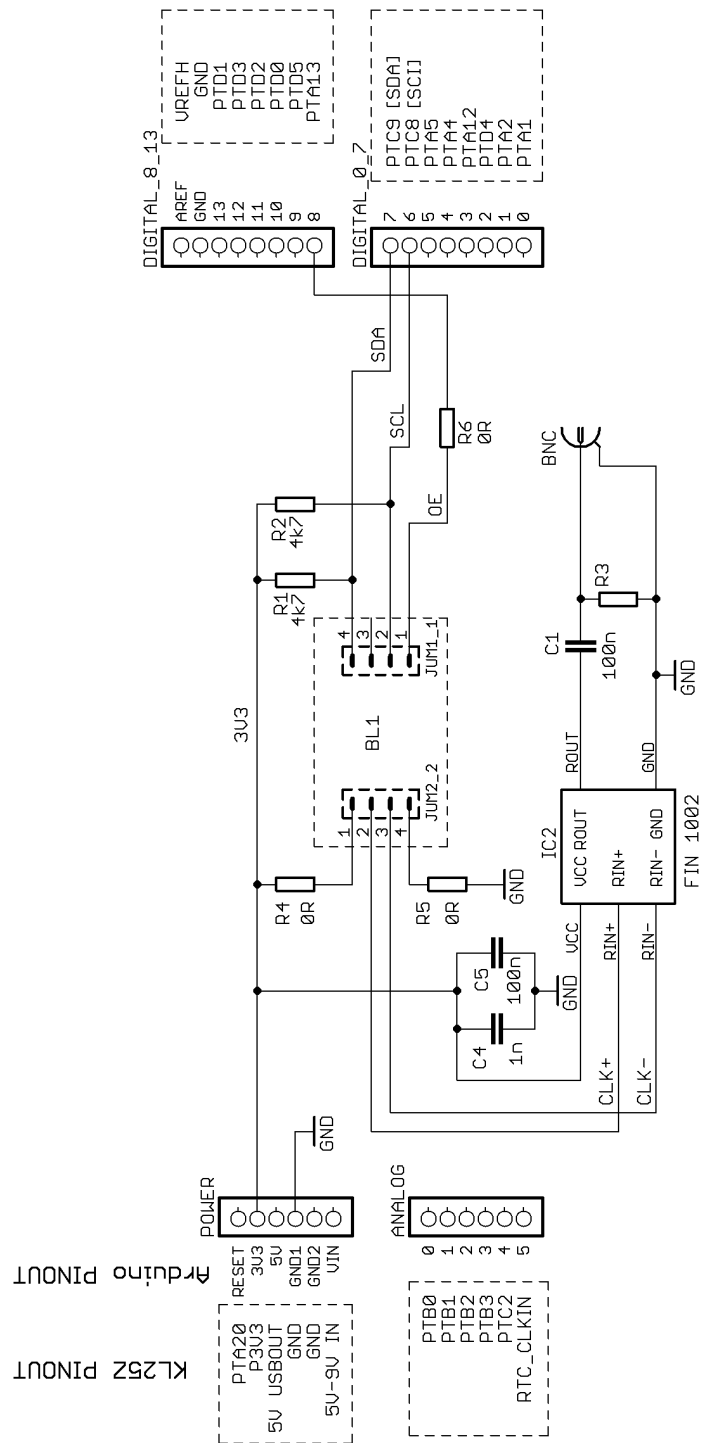 DIGITAL_8_13
AREF
GND
13
12
11
10
9
8
VREFH
GND
PTD1
PTD3
PTD2
PTD0
PTD5
PTA13
DIGITAL_0_7
7
6
5
4
3
2
1
0
PTC9 [SDA]
PTC8 [SCI]
PTA5
PTA4
PTA12
PTD4
PTA2
PTA1
SDA
SCL
OE
R6
0R
3V3
R2
4k7
R1
4k7
BL1
JUM1_1
4
3
2
1
JUM2_2
1
2
3
4
R4
0R
R5
0R
GND
BNC
R3
C1
100n
GND
ROUT
GND
IC2
VCC ROUT
RIN+
RIN- GND
FIN 1002
VCC
RIN+
RIN-
C5
100n
C4
1n
GND
CLK+
CLK-
GND
POWER
RESET
3V3
5V
GND1
GND2
VIN
ANALOG
0
1
2
3
4
5
Arduino PINOUT
PTA20
P3V3
5V USBOUT
GND
GND
5V-9V IN
PTB0
PTB1
PTB2
PTB3
PTC2
RTC_CLKIN
KL25Z PINOUT